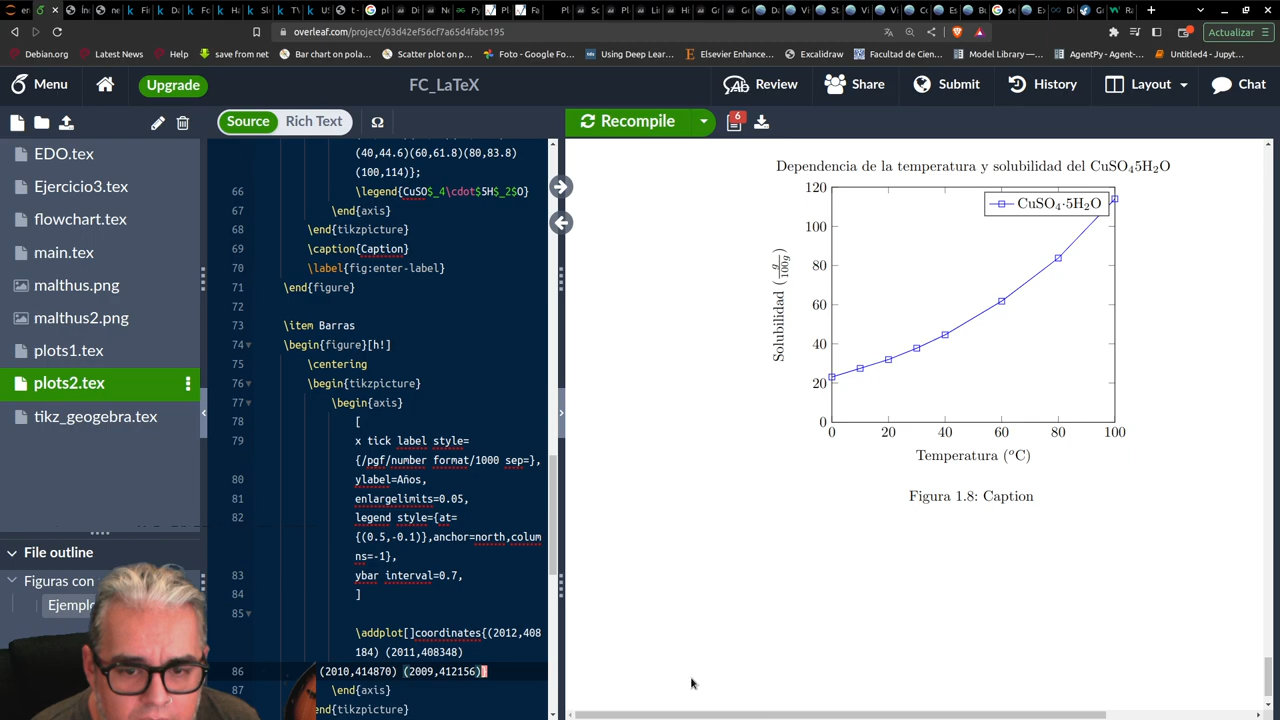 overleaf.com/project/63d42ef56cf7a65d4fabc195
Actualizar
Debian.org
Latest News
Help
save from net
Bar chart on polar...
Scatter plot on p...
Foto - Google Fo...
Using Deep Lear...
Elsevier Enhance...
Excalidraw
Facultad de Cienc...
Model Library —...
AgentPy - Agent-...
Untitled4 - Jupyt...
Menu
Upgrade
FC_LaTeX
Review
Share
Submit
History
Layout
Chat
Source
Rich Text
Ω
Recompile
6
EDO.tex
Ejercicio3.tex
flowchart.tex
main.tex
malthus.png
malthus2.png
plots1.tex
plots2.tex
tikz_geogebra.tex
File outline
Figuras con
Ejemplo
(40,44.6)(60,61.8)(80,83.8)
(100,114)};
66 \legend{CuSO$_4\cdot$5H$_2$O}
67 \end{axis}
68 \end{tikzpicture}
69 \caption{Caption}
70 \label{fig:enter-label}
71 \end{figure}
72
73 \item Barras
74 \begin{figure}[h!]
75 \centering
76 \begin{tikzpicture}
77 \begin{axis}
78 [
79 x tick label style=
{/pgf/number format/1000 sep=},
80 ylabel=Años,
81 enlargelimits=0.05,
82 legend style={at=
{(0.5,-0.1)},anchor=north,colum
ns=-1},
83 ybar interval=0.7,
84 ]
85
\addplot[]coordinates{(2012,408
184) (2011,408348)
86 (2010,414870) (2009,412156)}
87 \end{axis}
end{tikzpicture}
Dependencia de la temperatura y solubilidad del CuSO₄5H₂O
CuSO₄·5H₂O
120
100
80
60
40
20
0
Solubilidad (g/100g)
0 20 40 60 80 100
Temperatura (ᵒC)
Figura 1.8: Caption